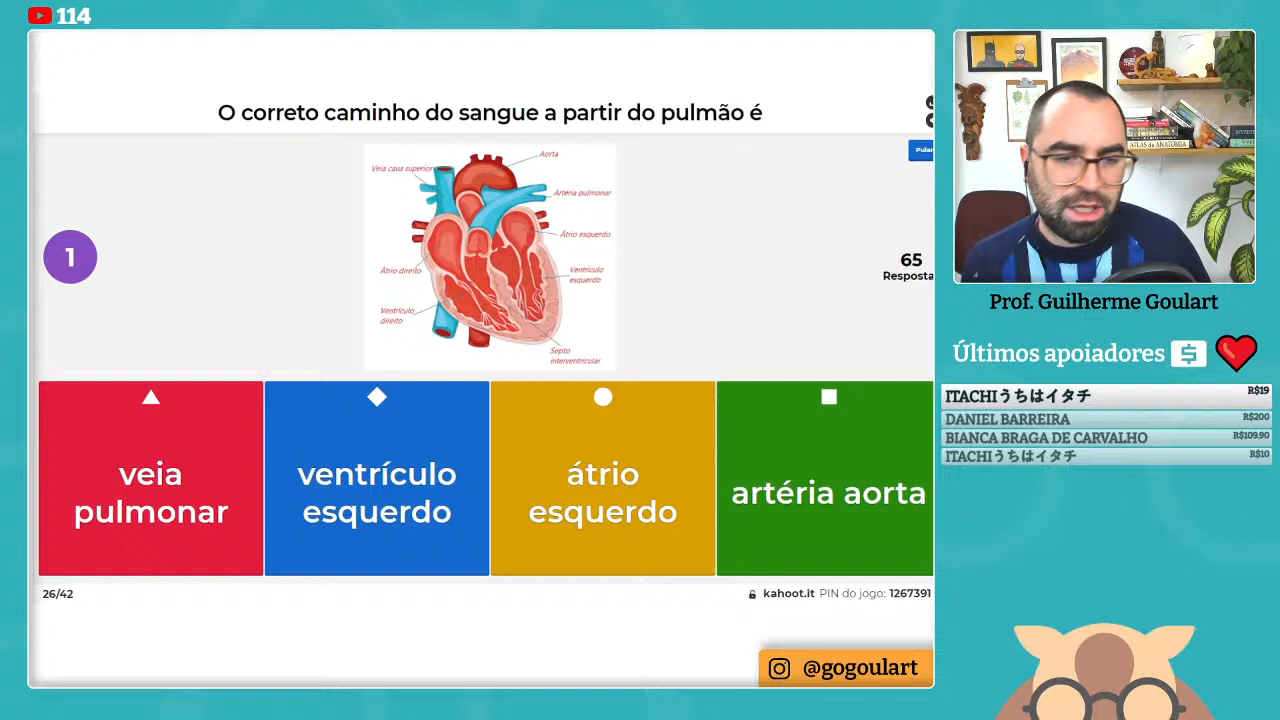 114
O correto caminho do sangue a partir do pulmão é
Pular
Aorta
Veia cava superior
Artéria pulmonar
Átrio esquerdo
Átrio direito
Ventrículo
esquerdo
Ventrículo
direito
Septo
interventricular
1
65
Resposta
veia
pulmonar
ventrículo
esquerdo
átrio
esquerdo
artéria aorta
26/42
kahoot.it PIN do jogo: 1267391
@gogoulart
ATLAS da ANATOMIA
Prof. Guilherme Goulart
Últimos apoiadores
ITACHIうちはイタチ R$19
DANIEL BARREIRA R$200
BIANCA BRAGA DE CARVALHO R$109.90
ITACHIうちはイタチ R$10